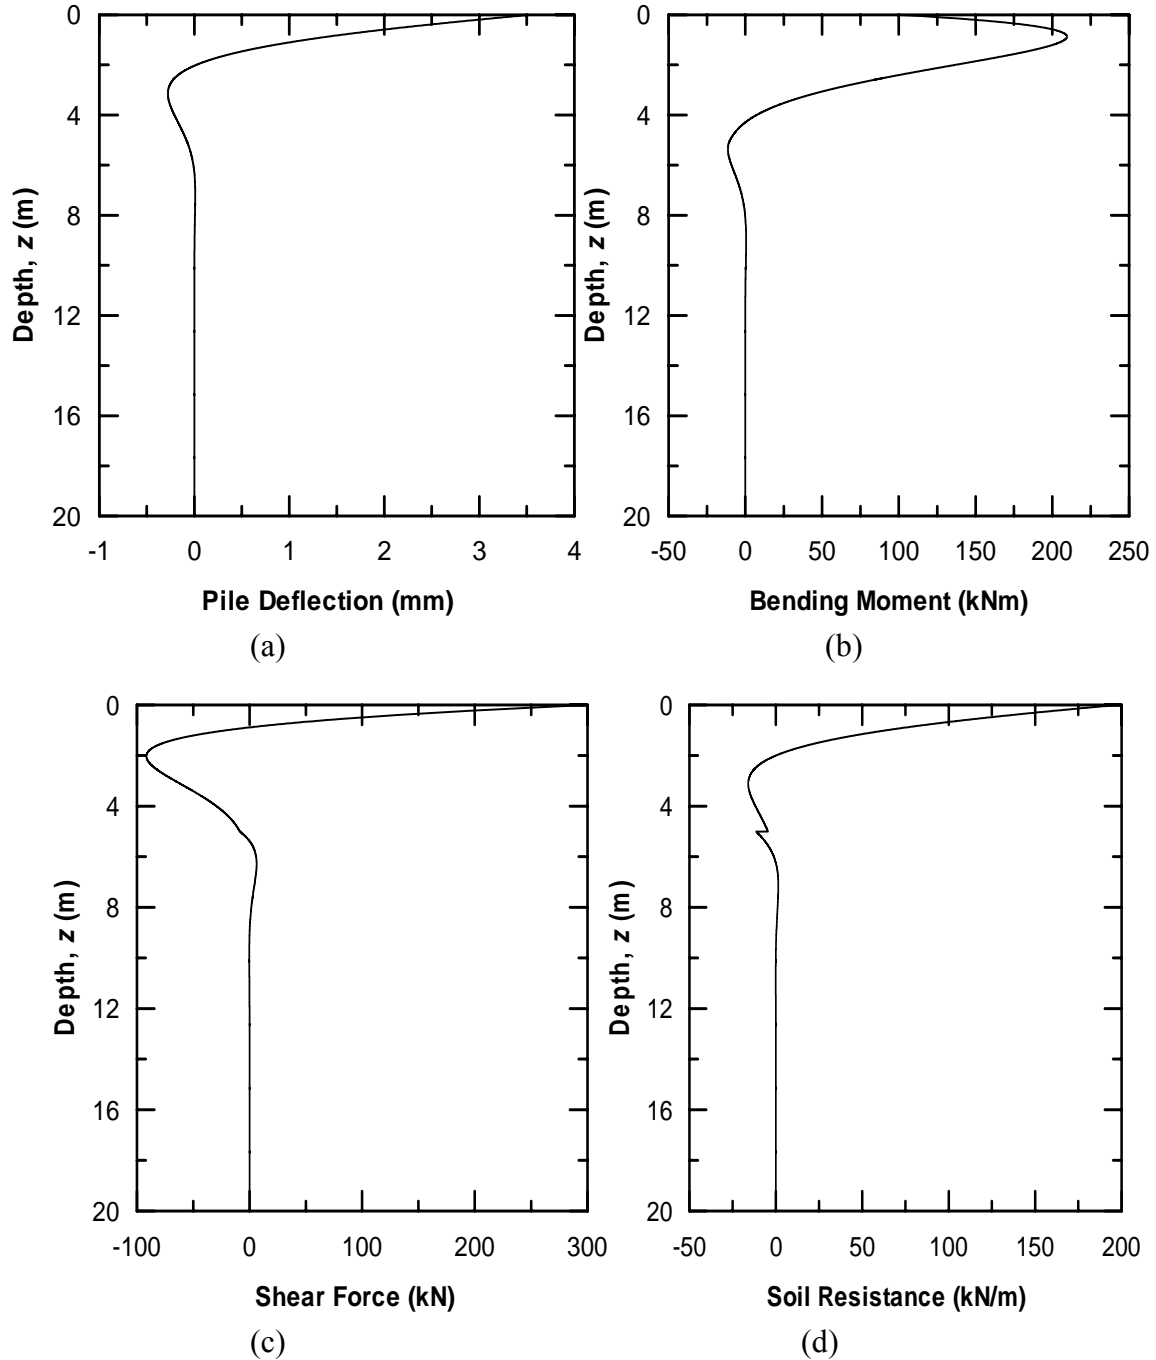 0
4
8
12
16
20
Depth, z (m)
-1 0 1 2 3 4
Pile Deflection (mm)
(a)
0
4
8
12
16
20
Depth, z (m)
-50 0 50 100 150 200 250
Bending Moment (kNm)
(b)
0
4
8
12
16
20
Depth, z (m)
-100 0 100 200 300
Shear Force (kN)
(c)
0
4
8
12
16
20
Depth, z (m)
-50 0 50 100 150 200
Soil Resistance (kN/m)
(d)